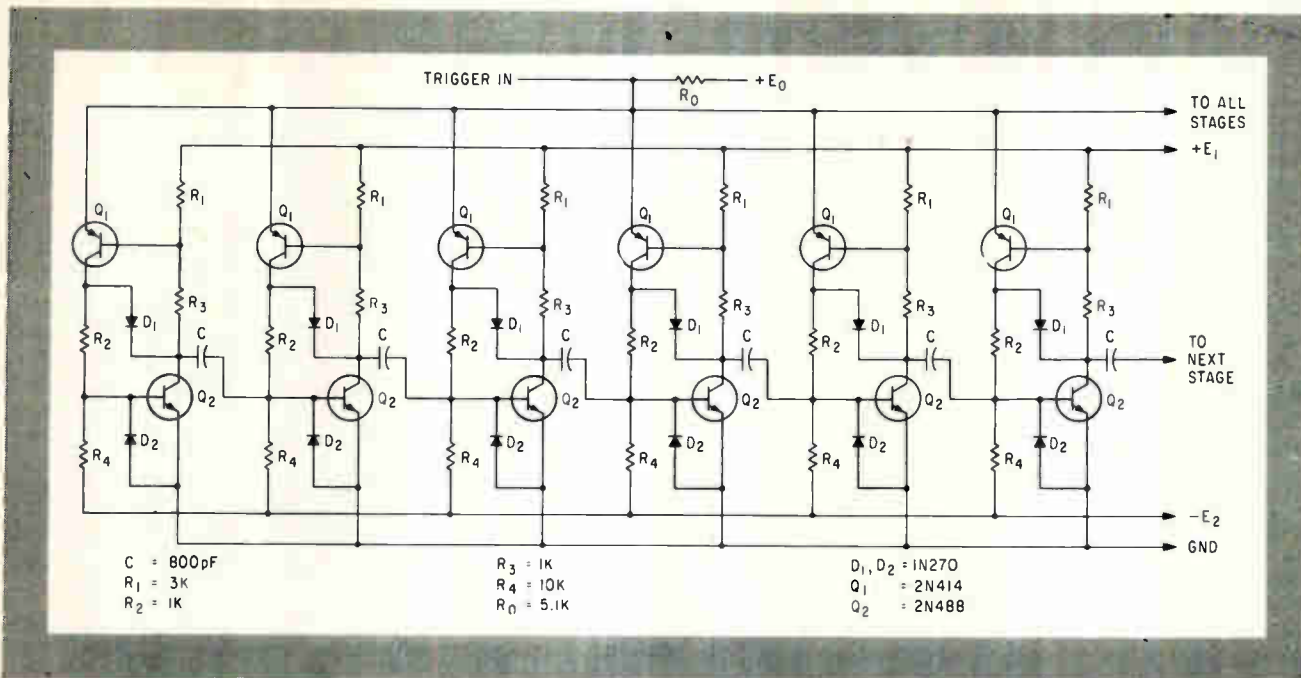 TRIGGER IN
R₀
+E₀
TO ALL
STAGES
+E₁
R₁ R₁ R₁ R₁ R₁ R₁
Q₁ Q₁ Q₁ Q₁ Q₁ Q₁
R₃ R₃ R₃ R₃ R₃ R₃
D₁ D₁ D₁ D₁ D₁ D₁
R₂ R₂ R₂ R₂ R₂ R₂
C C C C C C
TO
NEXT
STAGE
Q₂ Q₂ Q₂ Q₂ Q₂ Q₂
D₂ D₂ D₂ D₂ D₂ D₂
R₄ R₄ R₄ R₄ R₄ R₄
-E₂
GND
C = 800pF
R₁ = 3K
R₂ = 1K
R₃ = 1K
R₄ = 10K
R₀ = 5.1K
D₁, D₂ = 1N270
Q₁ = 2N414
Q₂ = 2N488